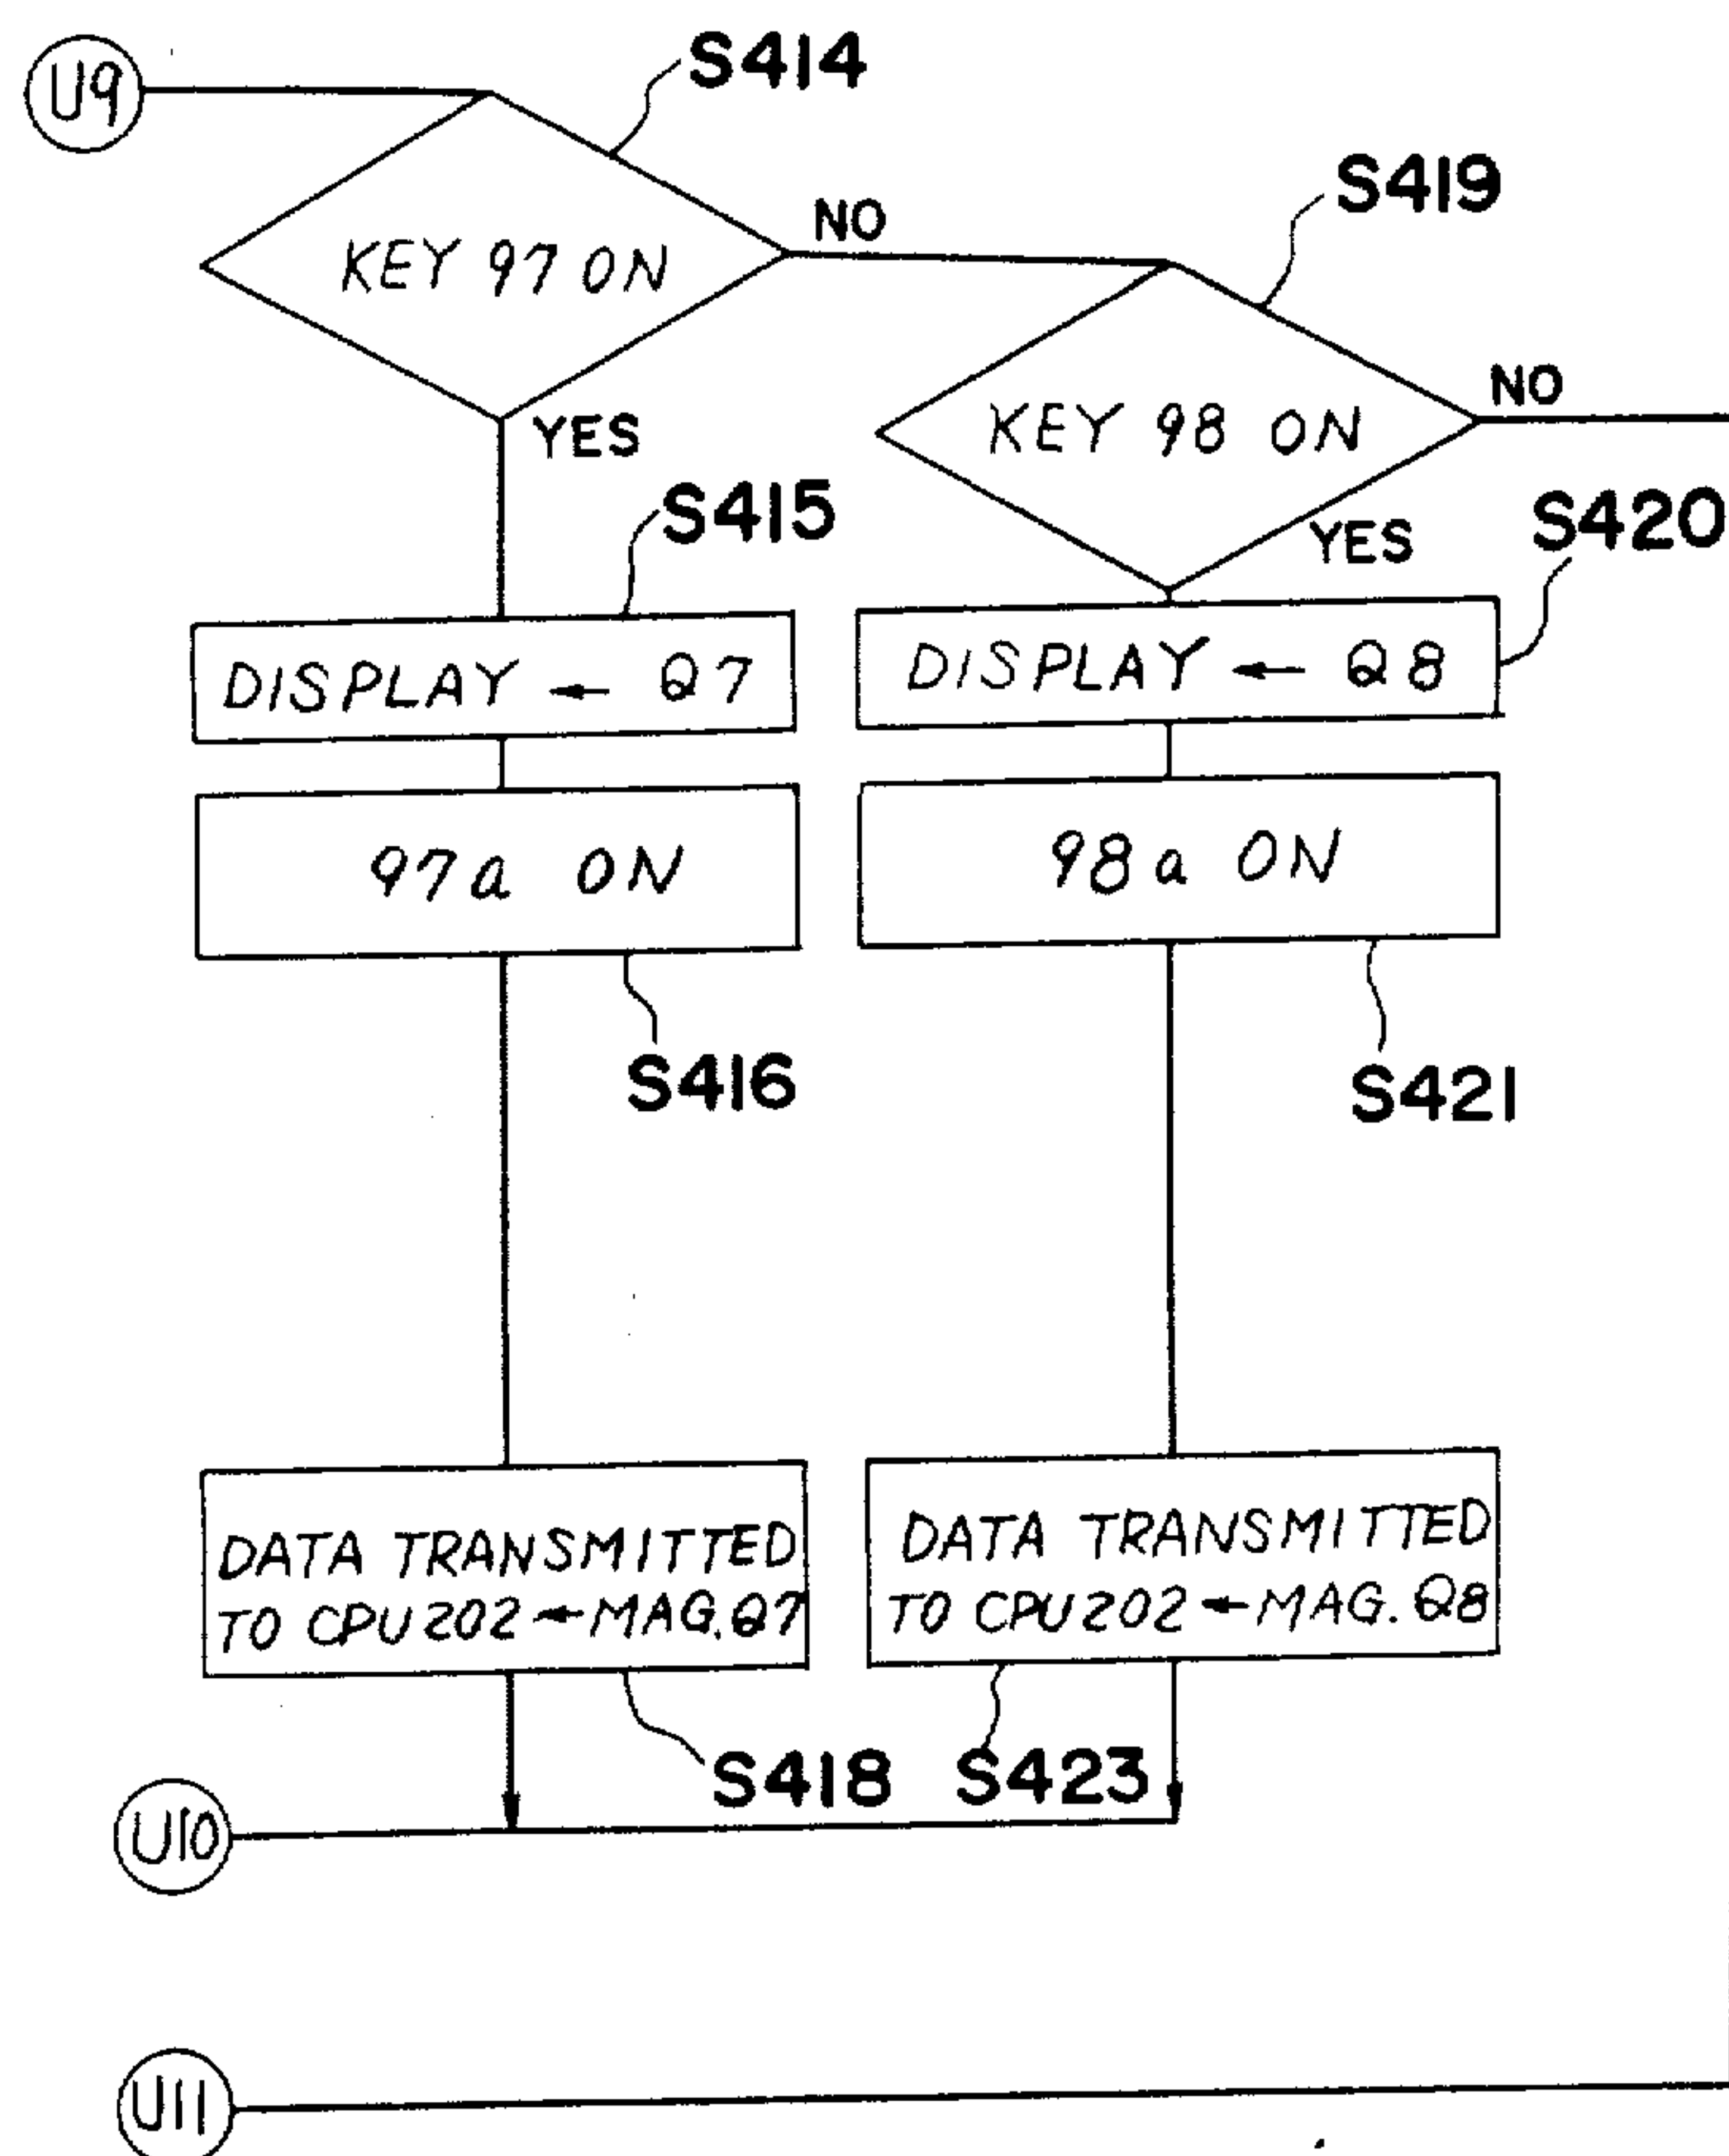 U9
S414
KEY 97 ON
NO
S419
KEY 98 ON
NO
YES
S415
YES
S420
DISPLAY ← Q7
DISPLAY ← Q8
97a ON
98a ON
S416
S421
DATA TRANSMITTED
TO CPU 202 ← MAG. Q7
DATA TRANSMITTED
TO CPU 202 ← MAG. Q8
S418
S423
U10
U11